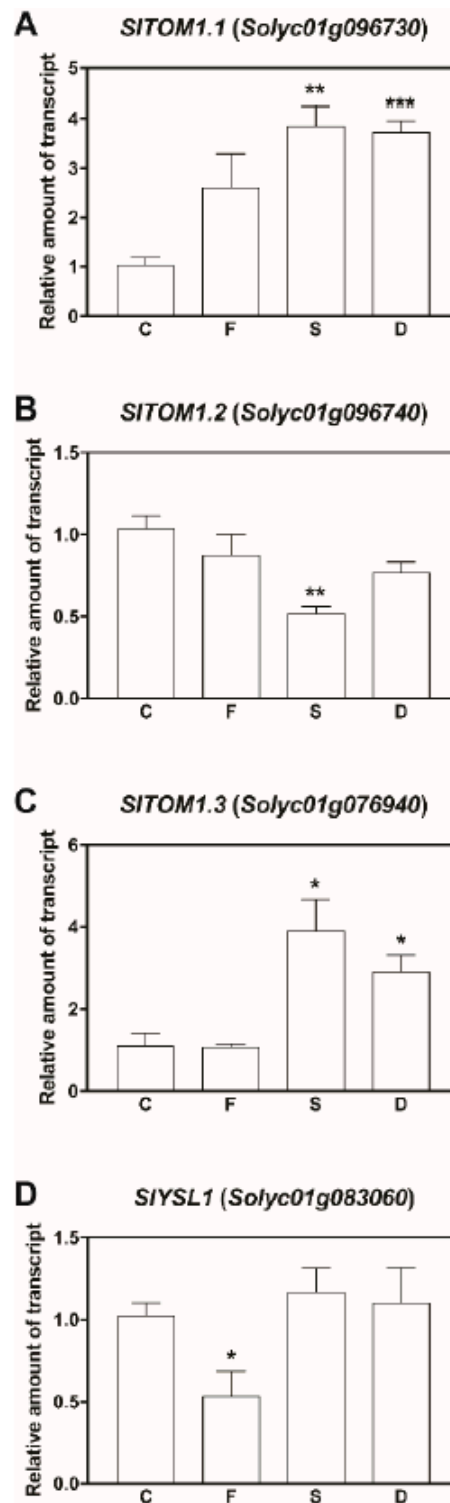 A SlTOM1.1 (Solyc01g096730)
Relative amount of transcript
5
4
3
2
1
0
** ***
C F S D
B SlTOM1.2 (Solyc01g096740)
Relative amount of transcript
1.5
1.0
0.5
0.0
**
C F S D
C SlTOM1.3 (Solyc01g076940)
Relative amount of transcript
6
4
2
0
* *
C F S D
D SlYSL1 (Solyc01g083060)
Relative amount of transcript
1.5
1.0
0.5
0.0
*
C F S D